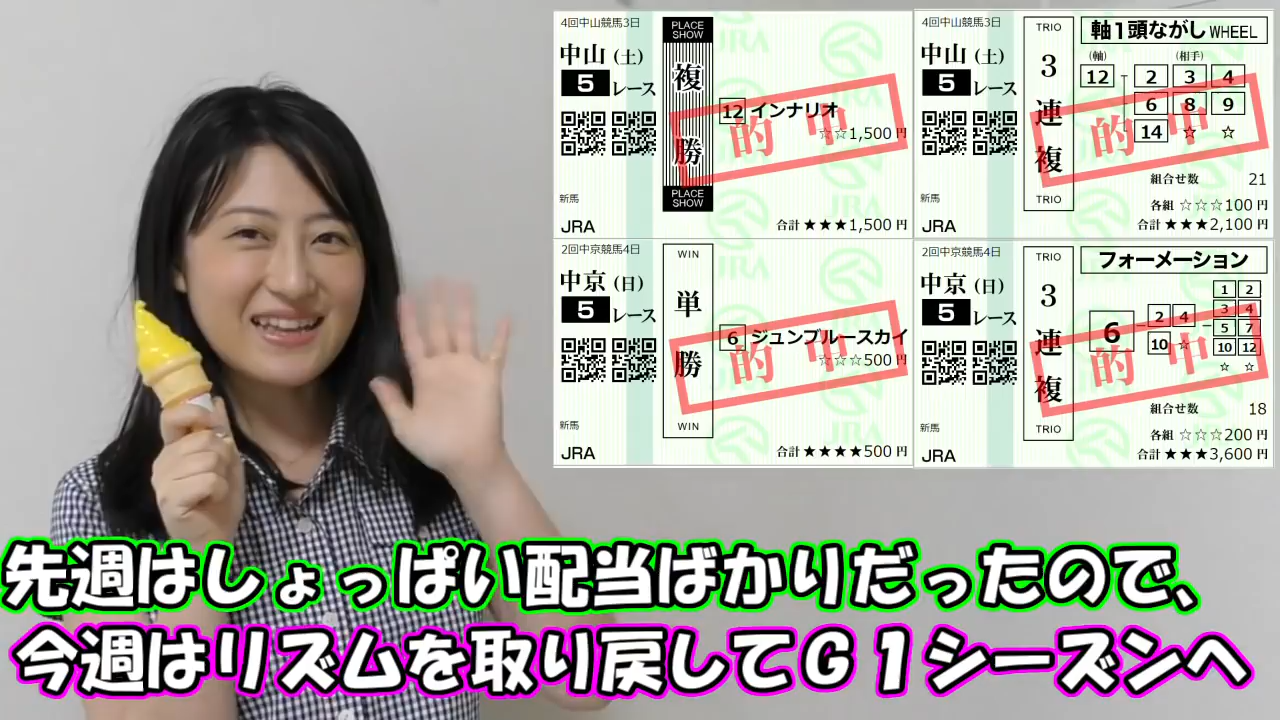 4回中山競馬3日
中山(土)
5レース
新馬
JRA
PLACE
SHOW
複勝
PLACE
SHOW
12 インナリオ
☆☆1,500円
的中
合計★★★1,500円
4回中山競馬3日
中山(土)
5レース
新馬
JRA
TRIO
3連複
TRIO
軸1頭ながし WHEEL
(軸) (相手)
12 - 2 3 4
6 8 9
14 ☆ ☆
的中
組合せ数 21
各組 ☆☆☆100円
合計★★★2,100円
2回中京競馬4日
中京(日)
5レース
新馬
JRA
WIN
単勝
WIN
6 ジュンブルースカイ
☆☆☆500円
的中
合計★★★★500円
2回中京競馬4日
中京(日)
5レース
新馬
JRA
TRIO
3連複
TRIO
フォーメーション
6 - 2 4 10 ☆ - 1 2 3 4 5 7 10 12 ☆ ☆
的中
組合せ数 18
各組 ☆☆☆200円
合計★★★3,600円
先週はしょっぱい配当ばかりだったので、
今週はリズムを取り戻してG1シーズンへ